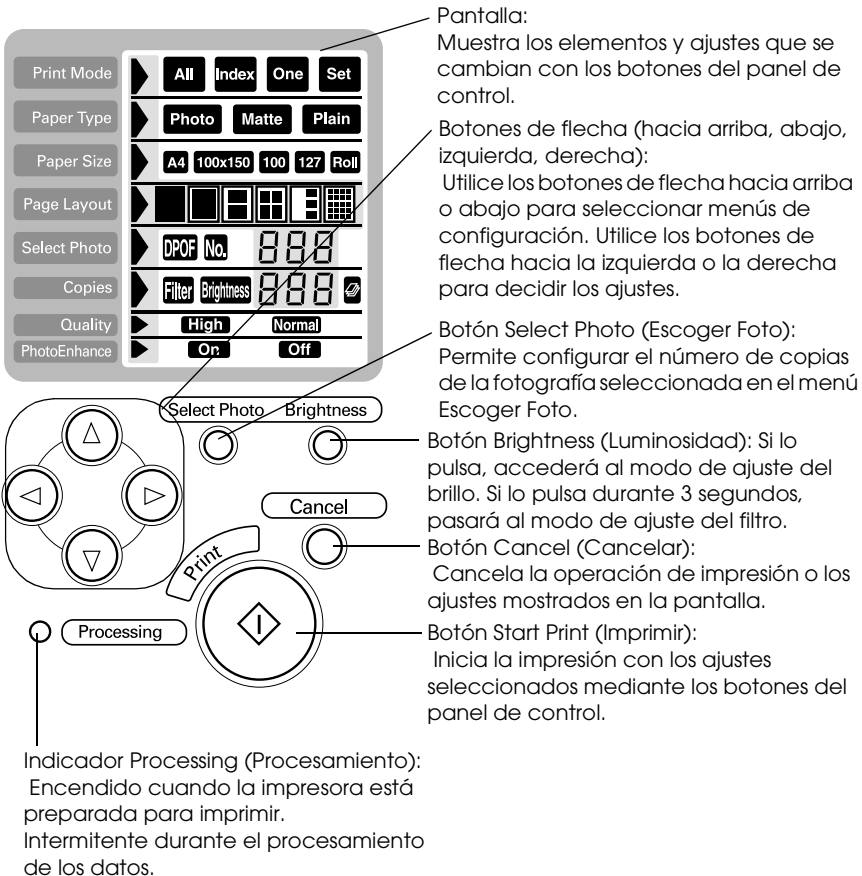 Print Mode All Index One Set
Paper Type Photo Matte Plain
Paper Size A4 100x150 100 127 Roll
Page Layout
Select Photo DPOF No. 888
Copies Filter Brightness 888
Quality High Normal
PhotoEnhance On Off
Select Photo Brightness
Cancel
Print
Processing
Pantalla:
Muestra los elementos y ajustes que se
cambian con los botones del panel de
control.
Botones de flecha (hacia arriba, abajo,
izquierda, derecha):
Utilice los botones de flecha hacia arriba
o abajo para seleccionar menús de
configuración. Utilice los botones de
flecha hacia la izquierda o la derecha
para decidir los ajustes.
Botón Select Photo (Escoger Foto):
Permite configurar el número de copias
de la fotografía seleccionada en el menú
Escoger Foto.
Botón Brightness (Luminosidad): Si lo
pulsa, accederá al modo de ajuste del
brillo. Si lo pulsa durante 3 segundos,
pasará al modo de ajuste del filtro.
Botón Cancel (Cancelar):
Cancela la operación de impresión o los
ajustes mostrados en la pantalla.
Botón Start Print (Imprimir):
Inicia la impresión con los ajustes
seleccionados mediante los botones del
panel de control.
Indicador Processing (Procesamiento):
Encendido cuando la impresora está
preparada para imprimir.
Intermitente durante el procesamiento
de los datos.